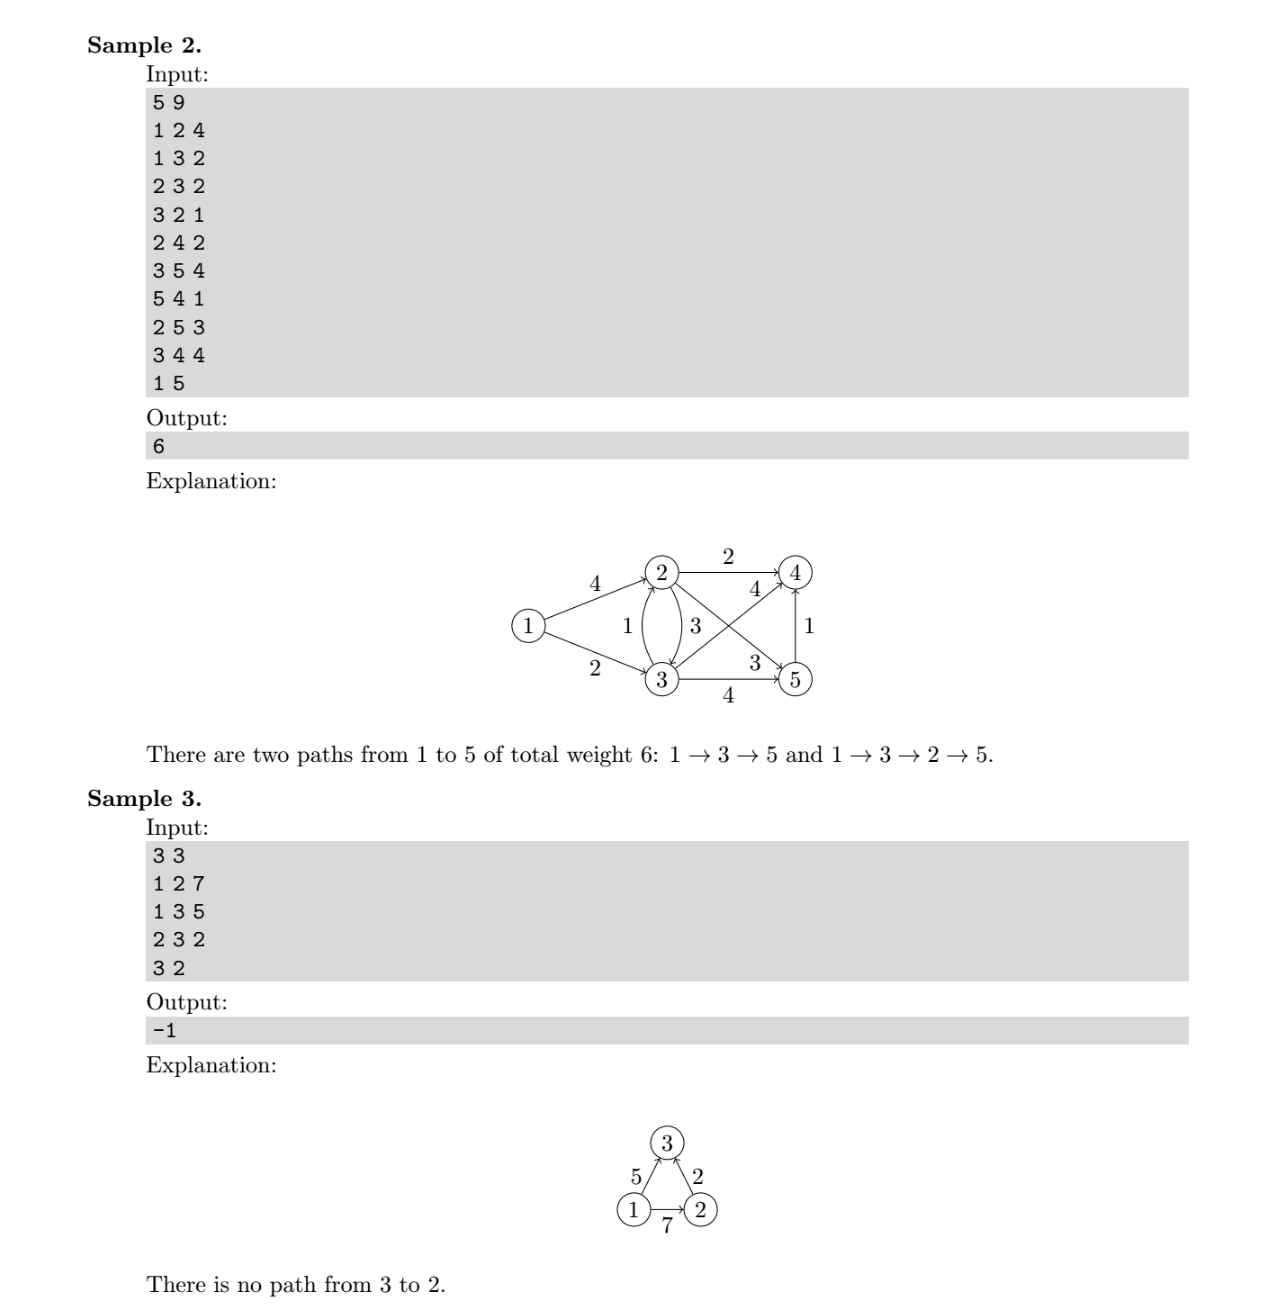 Sample 2.
Input:
5 9
1 2 4
1 3 2
2 3 2
3 2 1
2 4 2
3 5 4
5 4 1
2 5 3
3 4 4
1 5
Output:
6
Explanation:
2
2 4
4 4
1 1 3 1
2 3
3 5
4
There are two paths from 1 to 5 of total weight 6: 1 → 3 → 5 and 1 → 3 → 2 → 5.
Sample 3.
Input:
3 3
1 2 7
1 3 5
2 3 2
3 2
Output:
-1
Explanation:
3
5 2
1 2
7
There is no path from 3 to 2.